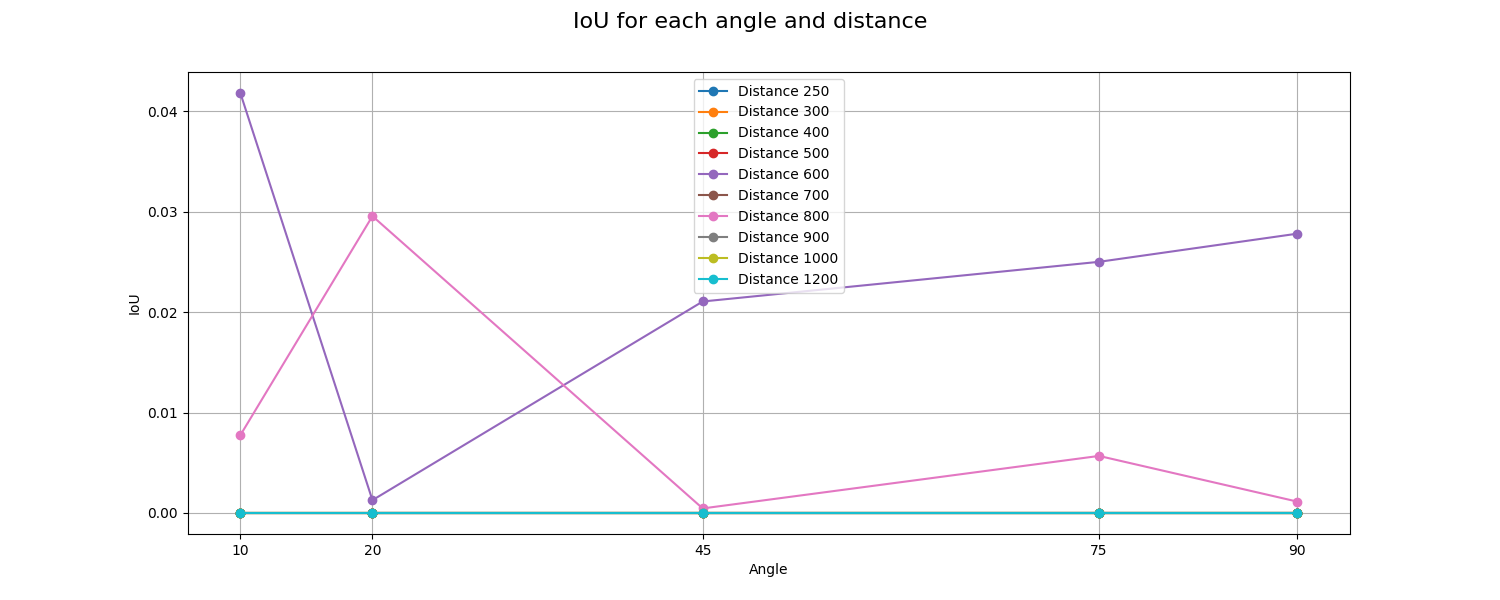 IoU for each angle and distance
0.04
0.03
0.02
0.01
0.00
IoU
Distance 250
Distance 300
Distance 400
Distance 500
Distance 600
Distance 700
Distance 800
Distance 900
Distance 1000
Distance 1200
10 20 45 75 90
Angle